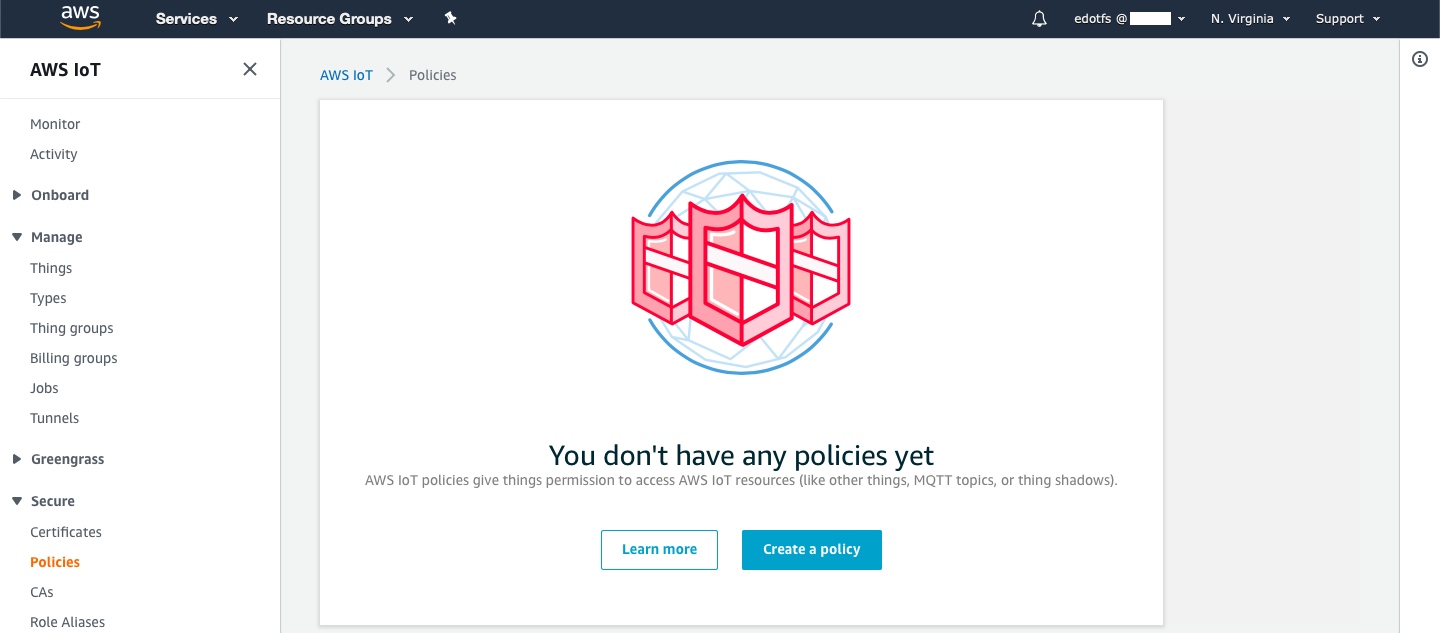 aws Services Resource Groups edotfs @ N. Virginia Support
AWS IoT
Monitor
Activity
Onboard
Manage
Things
Types
Thing groups
Billing groups
Jobs
Tunnels
Greengrass
Secure
Certificates
Policies
CAs
Role Aliases
AWS IoT Policies
You don't have any policies yet
AWS IoT policies give things permission to access AWS IoT resources (like other things, MQTT topics, or thing shadows).
Learn more Create a policy